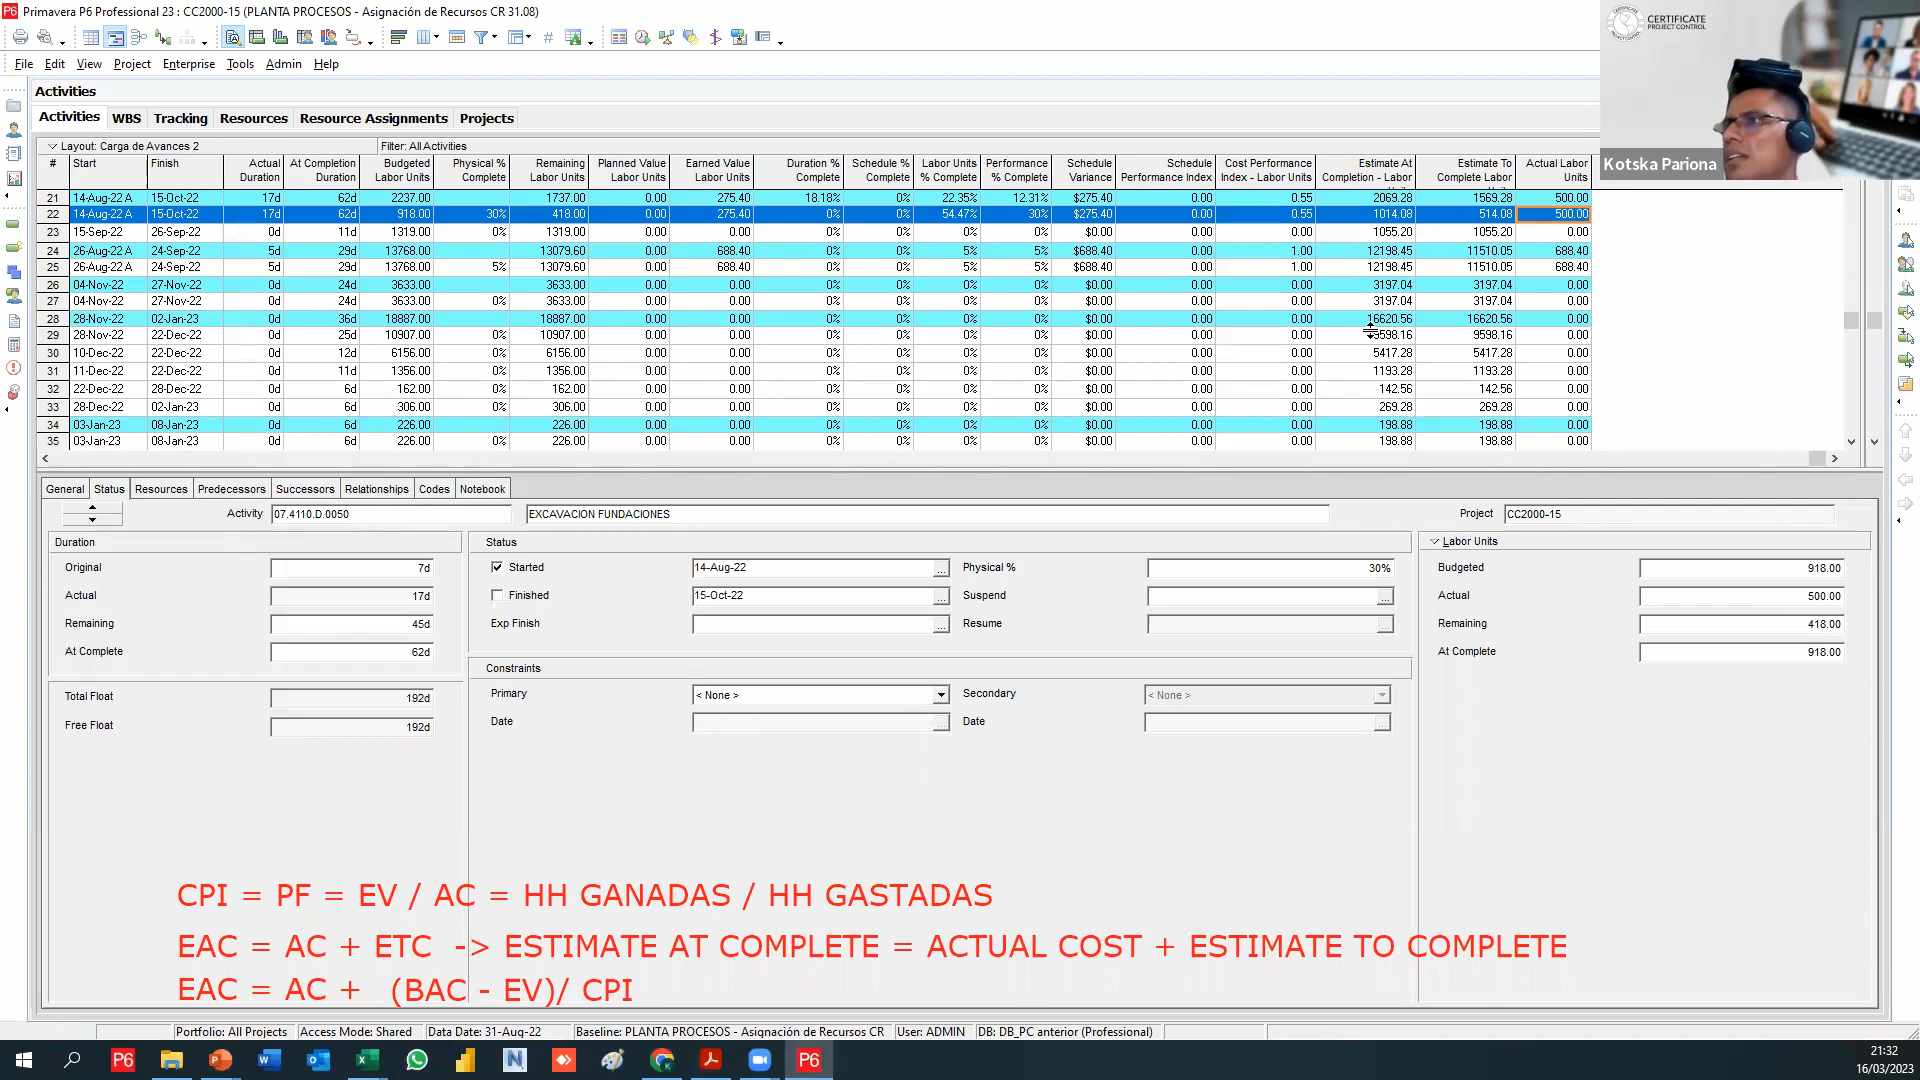 Primavera P6 Professional 23 : CC2000-15 (PLANTA PROCESOS - Asignación de Recursos CR 31.08)
CERTIFICATE
PROJECT CONTROL
File Edit View Project Enterprise Tools Admin Help
Activities
Activities WBS Tracking Resources Resource Assignments Projects
Kotska Pariona
Layout: Carga de Avances 2 Filter: All Activities
# Start Finish Actual Duration At Completion Duration Budgeted Labor Units Physical % Complete Remaining Labor Units Planned Value Labor Units Earned Value Labor Units Duration % Complete Schedule % Complete Labor Units % Complete Performance % Complete Schedule Variance Schedule Performance Index Cost Performance Index - Labor Units Estimate At Completion - Labor Estimate To Complete Labor Actual Labor Units
21 14-Aug-22 A 15-Oct-22 17d 62d 2237.00 1737.00 0.00 275.40 18.18% 0% 22.35% 12.31% $275.40 0.00 0.55 2069.28 1569.28 500.00
22 14-Aug-22 A 15-Oct-22 17d 62d 918.00 30% 418.00 0.00 275.40 0% 0% 54.47% 30% $275.40 0.00 0.55 1014.08 514.08 500.00
23 15-Sep-22 26-Sep-22 0d 11d 1319.00 0% 1319.00 0.00 0.00 0% 0% 0% 0% $0.00 0.00 0.00 1055.20 1055.20 0.00
24 26-Aug-22 A 24-Sep-22 5d 29d 13768.00 13079.60 0.00 688.40 0% 0% 5% 5% $688.40 0.00 1.00 12198.45 11510.05 688.40
25 26-Aug-22 A 24-Sep-22 5d 29d 13768.00 5% 13079.60 0.00 688.40 0% 0% 5% 5% $688.40 0.00 1.00 12198.45 11510.05 688.40
26 04-Nov-22 27-Nov-22 0d 24d 3633.00 3633.00 0.00 0.00 0% 0% 0% 0% $0.00 0.00 0.00 3197.04 3197.04 0.00
27 04-Nov-22 27-Nov-22 0d 24d 3633.00 0% 3633.00 0.00 0.00 0% 0% 0% 0% $0.00 0.00 0.00 3197.04 3197.04 0.00
28 28-Nov-22 02-Jan-23 0d 36d 18887.00 18887.00 0.00 0.00 0% 0% 0% 0% $0.00 0.00 0.00 16620.56 16620.56 0.00
29 28-Nov-22 22-Dec-22 0d 25d 10907.00 0% 10907.00 0.00 0.00 0% 0% 0% 0% $0.00 0.00 0.00 9598.16 9598.16 0.00
30 10-Dec-22 22-Dec-22 0d 12d 6156.00 0% 6156.00 0.00 0.00 0% 0% 0% 0% $0.00 0.00 0.00 5417.28 5417.28 0.00
31 11-Dec-22 22-Dec-22 0d 11d 1356.00 0% 1356.00 0.00 0.00 0% 0% 0% 0% $0.00 0.00 0.00 1193.28 1193.28 0.00
32 22-Dec-22 28-Dec-22 0d 6d 162.00 0% 162.00 0.00 0.00 0% 0% 0% 0% $0.00 0.00 0.00 142.56 142.56 0.00
33 28-Dec-22 02-Jan-23 0d 6d 306.00 0% 306.00 0.00 0.00 0% 0% 0% 0% $0.00 0.00 0.00 269.28 269.28 0.00
34 03-Jan-23 08-Jan-23 0d 6d 226.00 226.00 0.00 0.00 0% 0% 0% 0% $0.00 0.00 0.00 198.88 198.88 0.00
35 03-Jan-23 08-Jan-23 0d 6d 226.00 0% 226.00 0.00 0.00 0% 0% 0% 0% $0.00 0.00 0.00 198.88 198.88 0.00
General Status Resources Predecessors Successors Relationships Codes Notebook
Activity 07.4110.D.0050 EXCAVACION FUNDACIONES Project CC2000-15
Duration Status Labor Units
Original 7d Started 14-Aug-22 ... Physical % 30% Budgeted 918.00
Actual 17d Finished 15-Oct-22 ... Suspend ... Actual 500.00
Remaining 45d Exp Finish ... Resume ... Remaining 418.00
At Complete 62d At Complete 918.00
Constraints
Total Float 192d Primary < None > Secondary < None >
Free Float 192d Date ... Date ...
CPI = PF = EV / AC = HH GANADAS / HH GASTADAS
EAC = AC + ETC -> ESTIMATE AT COMPLETE = ACTUAL COST + ESTIMATE TO COMPLETE
EAC = AC + (BAC - EV)/ CPI
Portfolio: All Projects Access Mode: Shared Data Date: 31-Aug-22 Baseline: PLANTA PROCESOS - Asignación de Recursos CR User: ADMIN DB: DB_PC anterior (Professional)
21:32
16/03/2023